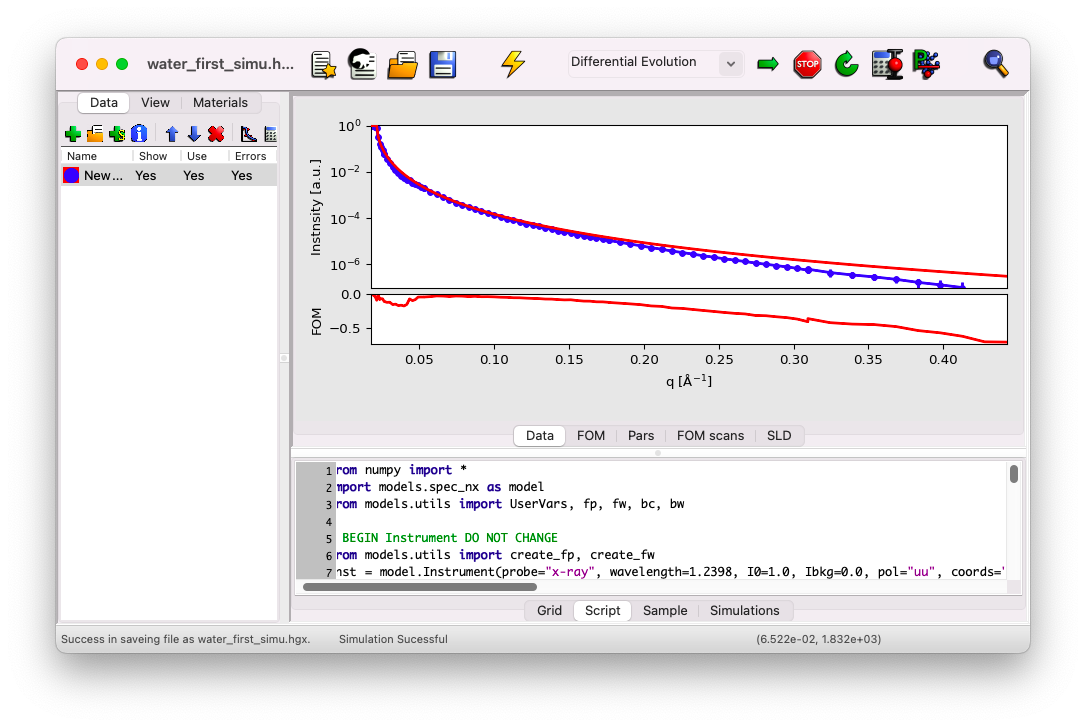 water_first_simu.h...
Differential Evolution
STOP
Data View Materials
Name Show Use Errors
New... Yes Yes Yes
Instnsity [a.u.]
10⁰
10⁻²
10⁻⁴
10⁻⁶
FOM
0.0
−0.5
0.05 0.10 0.15 0.20 0.25 0.30 0.35 0.40
q [Å⁻¹]
Data FOM Pars FOM scans SLD
1 rom numpy import *
2 mport models.spec_nx as model
3 rom models.utils import UserVars, fp, fw, bc, bw
4
5 BEGIN Instrument DO NOT CHANGE
6 rom models.utils import create_fp, create_fw
7 nst = model.Instrument(probe="x-ray", wavelength=1.2398, I0=1.0, Ibkg=0.0, pol="uu", coords='
Grid Script Sample Simulations
Success in saveing file as water_first_simu.hgx. Simulation Sucessful (6.522e-02, 1.832e+03)